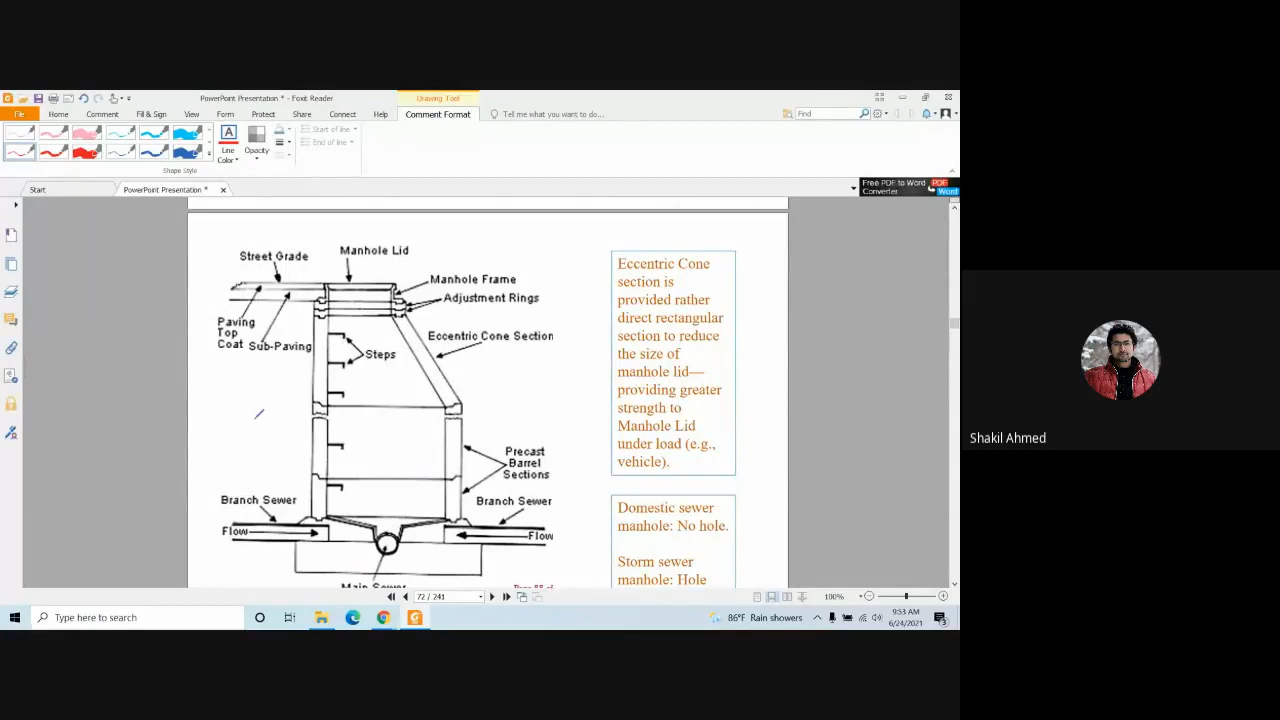 PowerPoint Presentation * - Foxit Reader
Drawing Tool
File
Home
Comment
Fill & Sign
View
Form
Protect
Share
Connect
Help
Comment Format
Tell me what you want to do...
Find
Line
Color
Opacity
Start of line
End of line
Shape Style
Start
PowerPoint Presentation *
Free PDF to Word
Converter
PDF
Word
Street Grade
Manhole Lid
Manhole Frame
Adjustment Rings
Paving
Top
Coat
Sub-Paving
Steps
Eccentric Cone Section
Precast
Barrel
Sections
Branch Sewer
Branch Sewer
Flow
Flow
Main Sewer
Eccentric Cone
section is
provided rather
direct rectangular
section to reduce
the size of
manhole lid—
providing greater
strength to
Manhole Lid
under load (e.g.,
vehicle).
Domestic sewer
manhole: No hole.
Storm sewer
manhole: Hole
72 / 241
100%
Type here to search
86°F Rain showers
9:53 AM
6/24/2021
3
Shakil Ahmed